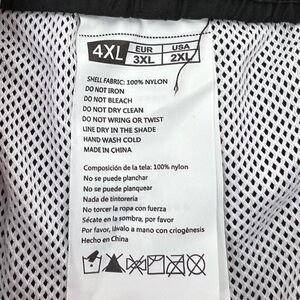 4XL EUR 3XL USA 2XL
SHELL FABRIC: 100% NYLON
DO NOT IRON
DO NOT BLEACH
DO NOT DRY CLEAN
DO NOT WRING OR TWIST
LINE DRY IN THE SHADE
HAND WASH COLD
MADE IN CHINA
Composición de la tela: 100% nylon
No se puede planchar
No se puede planquear
Nada de tintoreria
No torcer la ropa con fuerza
Sécate en la sombra, por favor
Por favor, lávalo a mano con criogénesis
Hecho en China